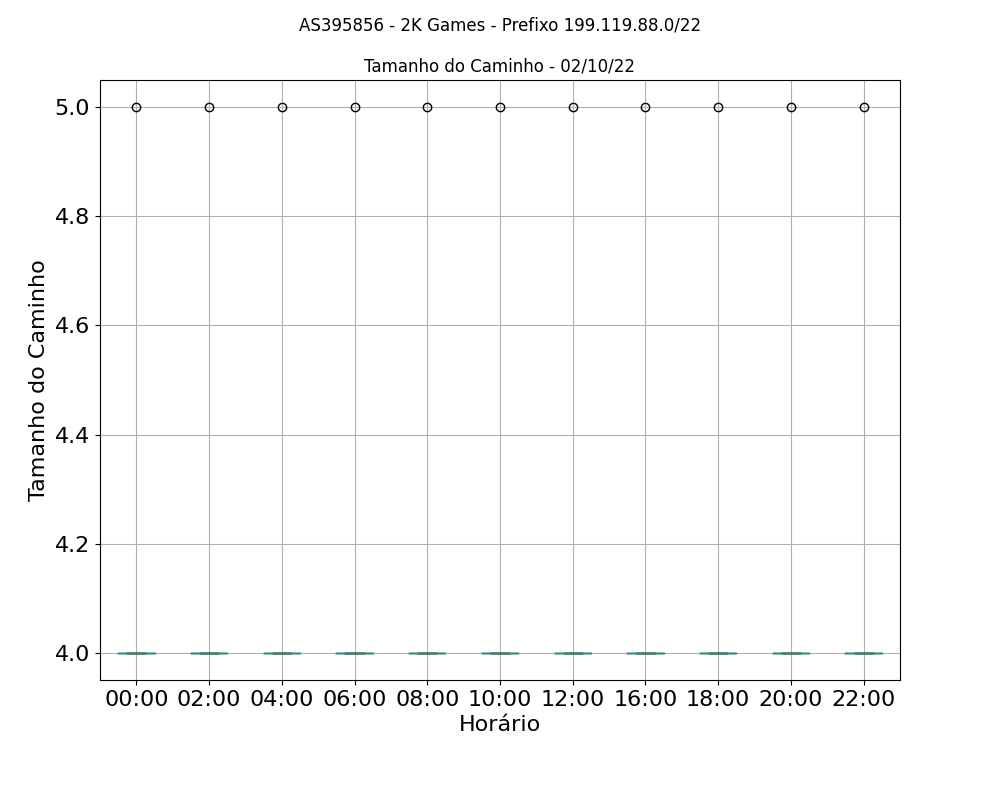 AS395856 - 2K Games - Prefixo 199.119.88.0/22
Tamanho do Caminho - 02/10/22
5.0
4.8
4.6
4.4
4.2
4.0
Tamanho do Caminho
00:00 02:00 04:00 06:00 08:00 10:00 12:00 16:00 18:00 20:00 22:00
Horário